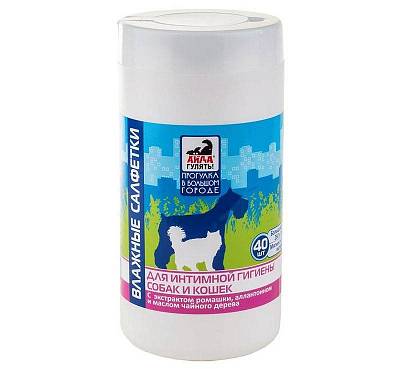 АЙДА
ГУЛЯТЬ!
ПРОГУЛКА
В БОЛЬШОМ
ГОРОДЕ
ВЛАЖНЫЕ САЛФЕТКИ
40
ШТ
ДЛЯ ИНТИМНОЙ ГИГИЕНЫ
СОБАК И КОШЕК
С экстрактом ромашки, аллантоином
и маслом чайного дерева